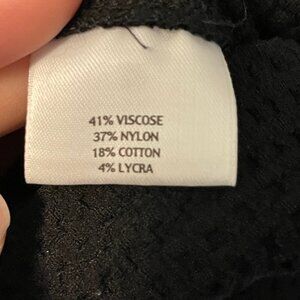 41% VISCOSE
37% NYLON
18% COTTON
4% LYCRA